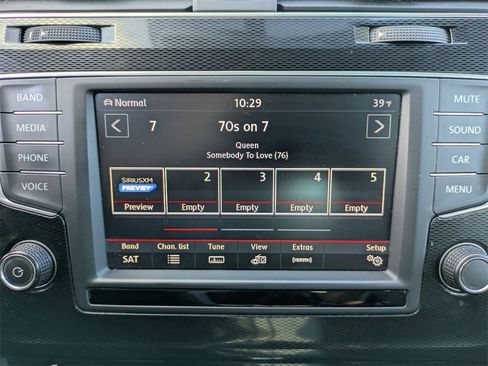 BAND
MEDIA
PHONE
VOICE
Normal 10:29 39 °F
7 70s on 7
Queen
Somebody To Love (76)
SIRIUSXM
PREVIEW
Preview
2
Empty
3
Empty
4
Empty
5
Empty
Band Chan. list Tune View Extras Setup
SAT
((SXM))
MUTE
SOUND
CAR
MENU